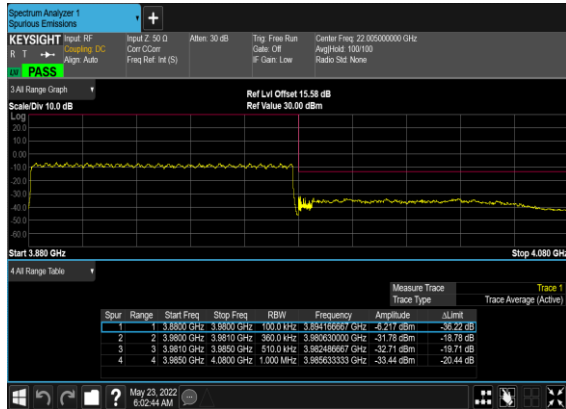 Spectrum Analyzer 1
Spurious Emissions
+
KEYSIGHT Input: RF Input Z: 50 Ω Atten: 30 dB Trig: Free Run Center Freq: 22.005000000 GHz
R T Coupling: DC Corr CCorr Gate: Off Avg|Hold: 100/100
Align: Auto Freq Ref: Int (S) IF Gain: Low Radio Std: None
PASS
3 All Range Graph Ref Lvl Offset 15.58 dB
Scale/Div 10.0 dB Ref Value 30.00 dBm
Log
20.0
10.0
0.00
-10.0
-20.0
-30.0
-40.0
-50.0
-60.0
Start 3.880 GHz Stop 4.080 GHz
4 All Range Table
Measure Trace Trace 1
Trace Type Trace Average (Active)
Spur Range Start Freq Stop Freq RBW Frequency Amplitude ΔLimit
1 1 3.8800 GHz 3.9800 GHz 100.0 kHz 3.894166667 GHz -6.217 dBm -36.22 dB
2 2 3.9800 GHz 3.9810 GHz 360.0 kHz 3.980630000 GHz -31.78 dBm -18.78 dB
3 3 3.9810 GHz 3.9850 GHz 510.0 kHz 3.982486667 GHz -32.71 dBm -19.71 dB
4 4 3.9850 GHz 4.0800 GHz 1.000 MHz 3.985633333 GHz -33.44 dBm -20.44 dB
? May 23, 2022
6:02:44 AM